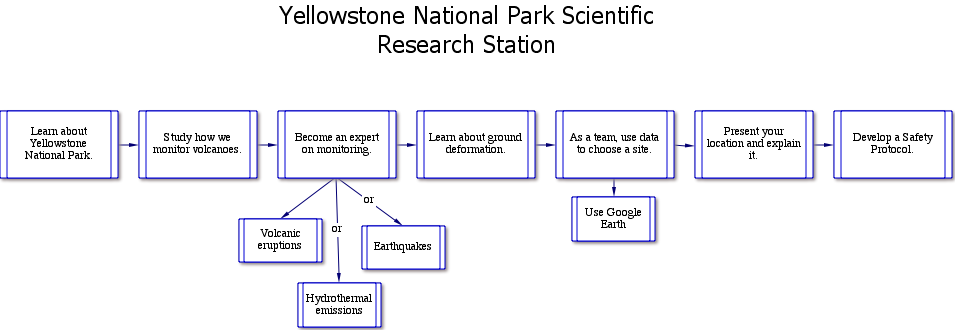 Yellowstone National Park Scientific
Research Station
Learn about
Yellowstone
National Park.
Study how we
monitor volcanoes.
Become an expert
on monitoring.
Learn about ground
deformation.
As a team, use data
to choose a site.
Present your
location and explain
it.
Develop a Safety
Protocol.
or
or
Volcanic
eruptions
Earthquakes
Hydrothermal
emissions
Use Google
Earth